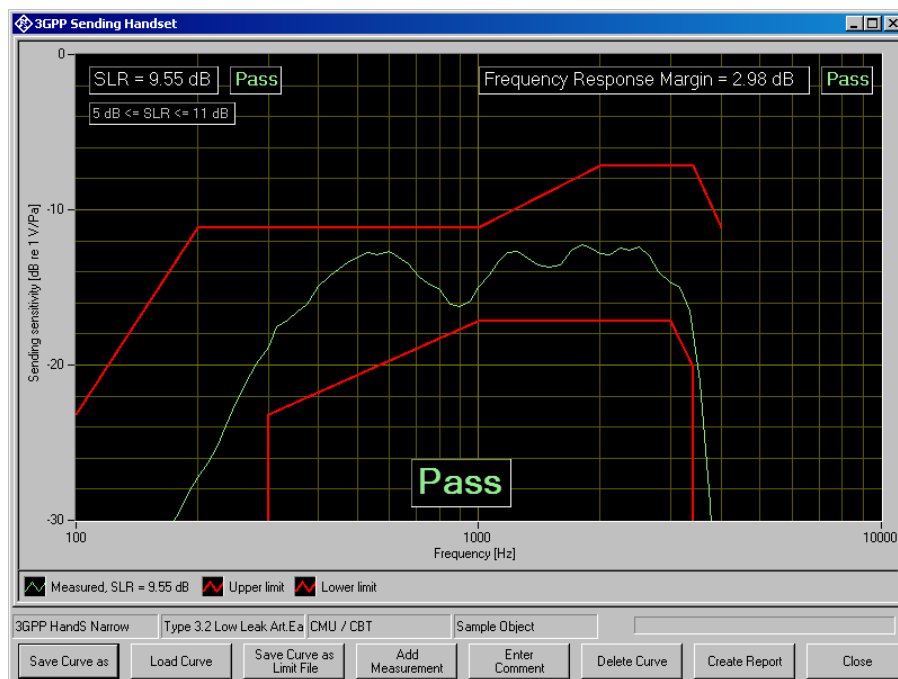 3GPP Sending Handset
0
SLR = 9.55 dB Pass Frequency Response Margin = 2.98 dB Pass
5 dB <= SLR <= 11 dB
-10
Sending sensitivity [dB re 1 V/Pa]
-20
Pass
-30
100 1000 10000
Frequency [Hz]
Measured, SLR = 9.55 dB Upper limit Lower limit
3GPP HandS Narrow Type 3.2 Low Leak Art.Ea CMU / CBT Sample Object
Save Curve as Load Curve Save Curve as Limit File Add Measurement Enter Comment Delete Curve Create Report Close